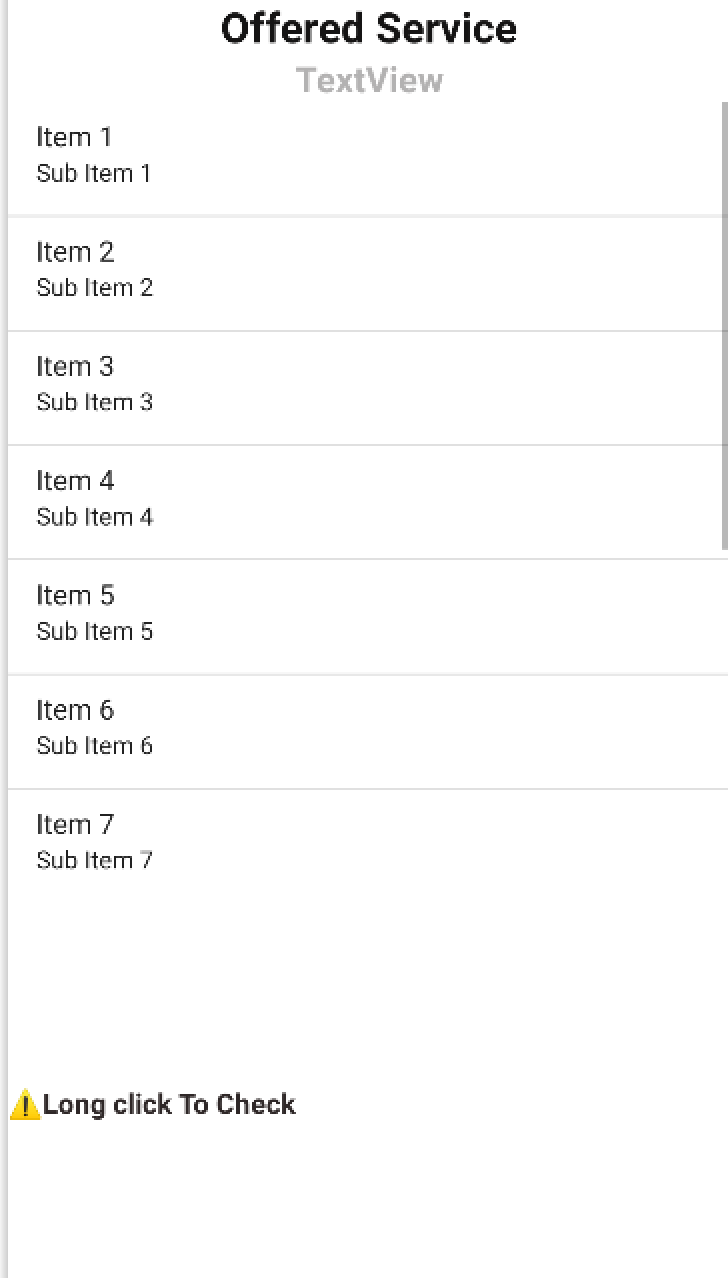 Offered Service
TextView
Item 1
Sub Item 1
Item 2
Sub Item 2
Item 3
Sub Item 3
Item 4
Sub Item 4
Item 5
Sub Item 5
Item 6
Sub Item 6
Item 7
Sub Item 7
⚠️Long click To Check